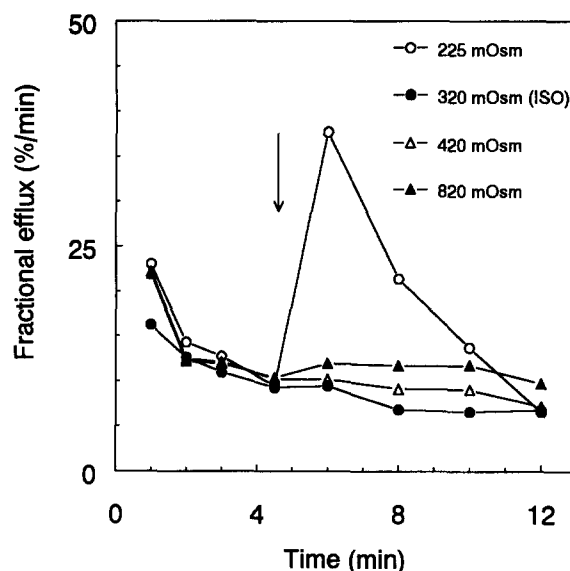 50
225 mOsm
320 mOsm (ISO)
420 mOsm
820 mOsm
Fractional efflux (%/min)
25
0
0 4 8 12
Time (min)